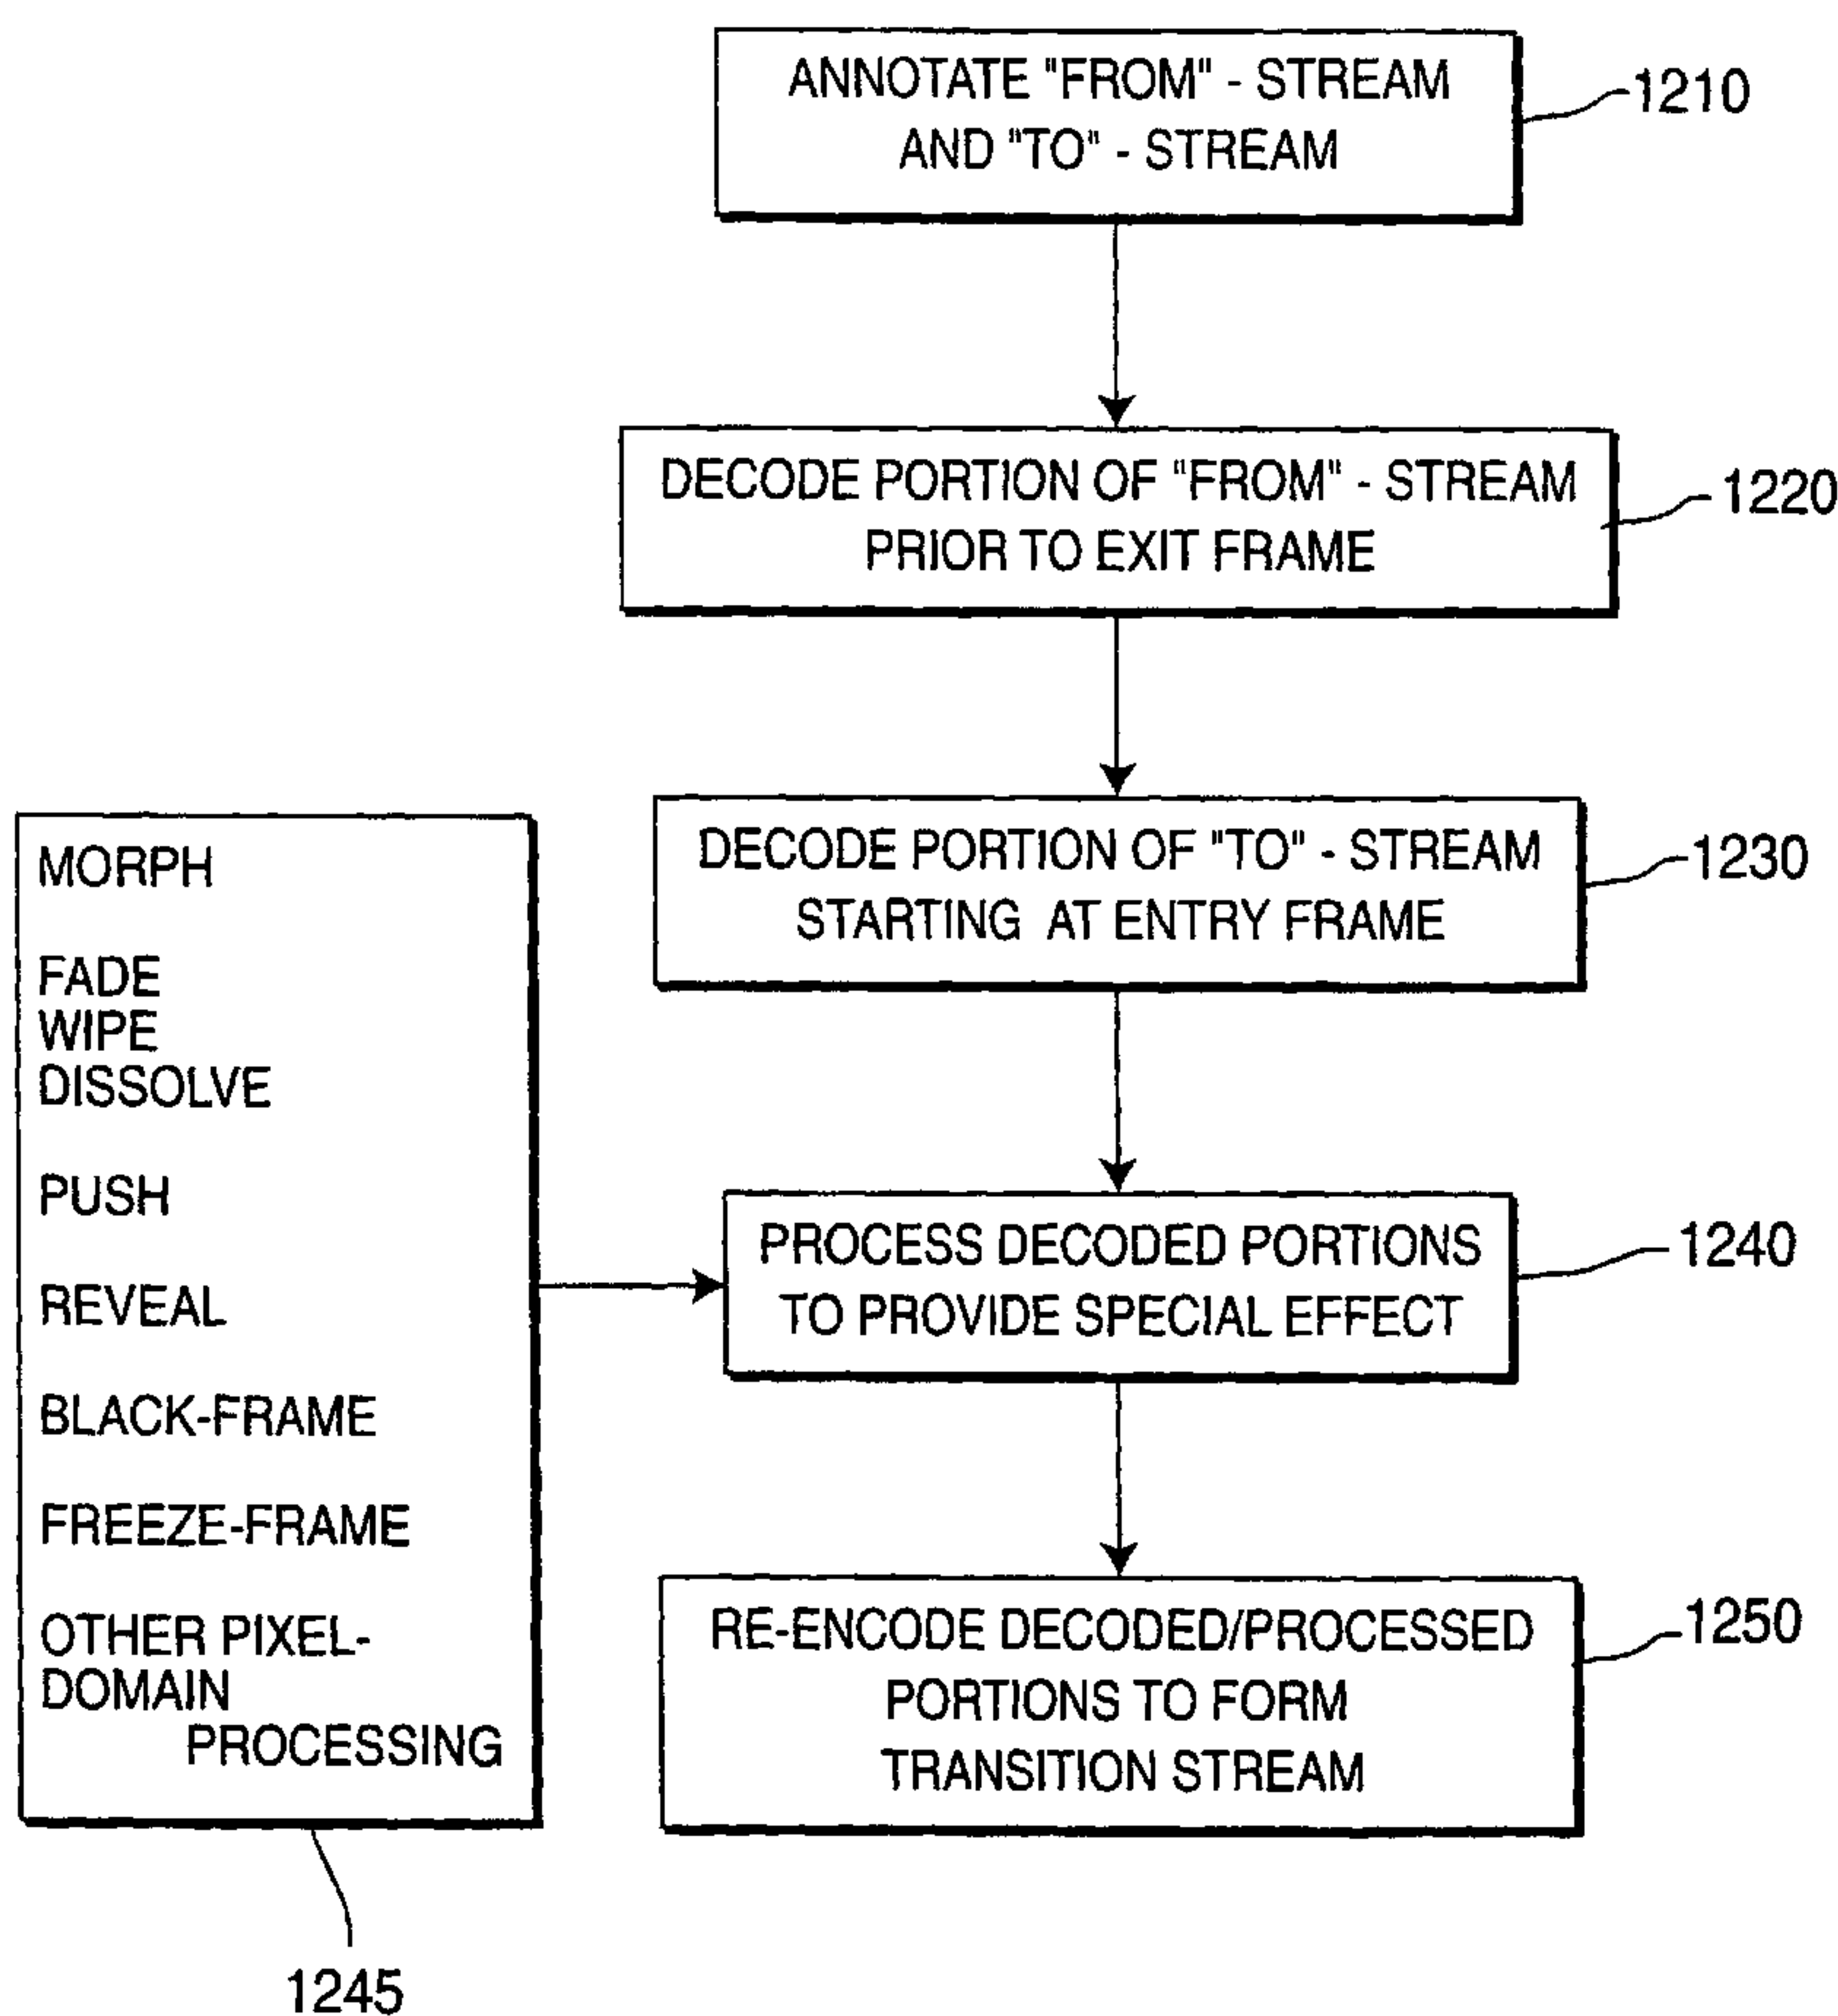 ANNOTATE "FROM" - STREAM
AND "TO" - STREAM
1210
DECODE PORTION OF "FROM" - STREAM
PRIOR TO EXIT FRAME
1220
DECODE PORTION OF "TO" - STREAM
STARTING AT ENTRY FRAME
1230
MORPH
FADE
WIPE
DISSOLVE
PUSH
REVEAL
BLACK-FRAME
FREEZE-FRAME
OTHER PIXEL-
DOMAIN
PROCESSING
1245
PROCESS DECODED PORTIONS
TO PROVIDE SPECIAL EFFECT
1240
RE-ENCODE DECODED/PROCESSED
PORTIONS TO FORM
TRANSITION STREAM
1250